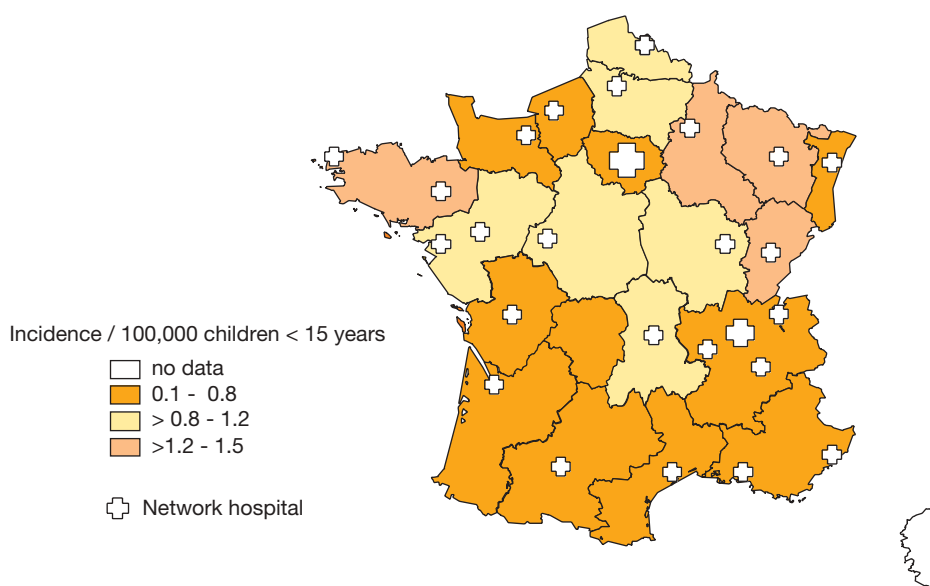 Incidence / 100,000 children < 15 years
no data
0.1 - 0.8
> 0.8 - 1.2
>1.2 - 1.5
Network hospital